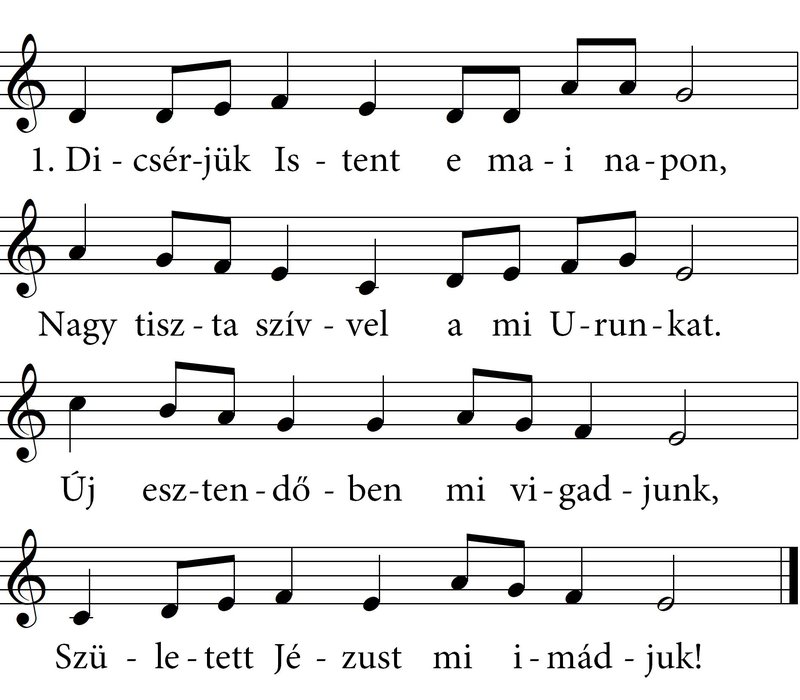 1. Di - csér-jük Is - tent e ma - i na - pon,
Nagy tisz - ta szív - vel a mi U - run - kat.
Új esz - ten - dő - ben mi vi - gad - junk,
Szü - le - tett Jé - zust mi i - mád - juk!